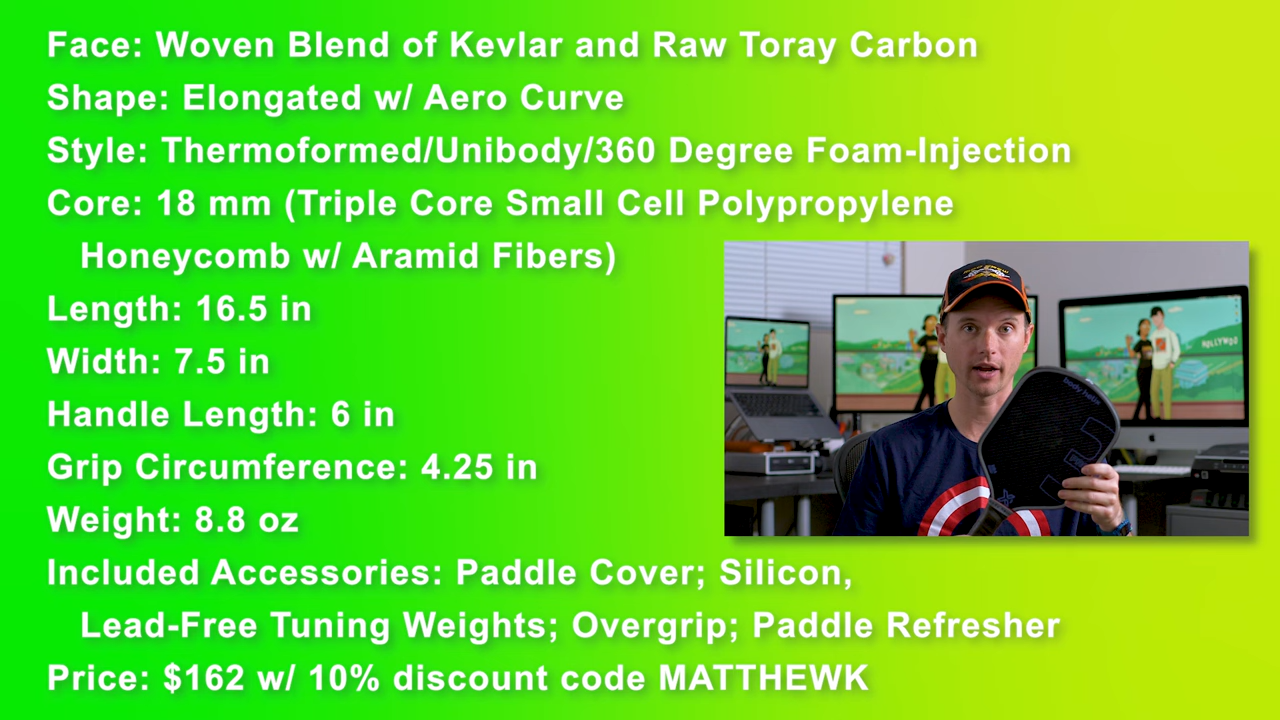 Face: Woven Blend of Kevlar and Raw Toray Carbon
Shape: Elongated w/ Aero Curve
Style: Thermoformed/Unibody/360 Degree Foam-Injection
Core: 18 mm (Triple Core Small Cell Polypropylene
Honeycomb w/ Aramid Fibers)
Length: 16.5 in
Width: 7.5 in
Handle Length: 6 in
Grip Circumference: 4.25 in
Weight: 8.8 oz
Included Accessories: Paddle Cover; Silicon,
Lead-Free Tuning Weights; Overgrip; Paddle Refresher
Price: $162 w/ 10% discount code MATTHEWK
HOLLYWOO
body helix